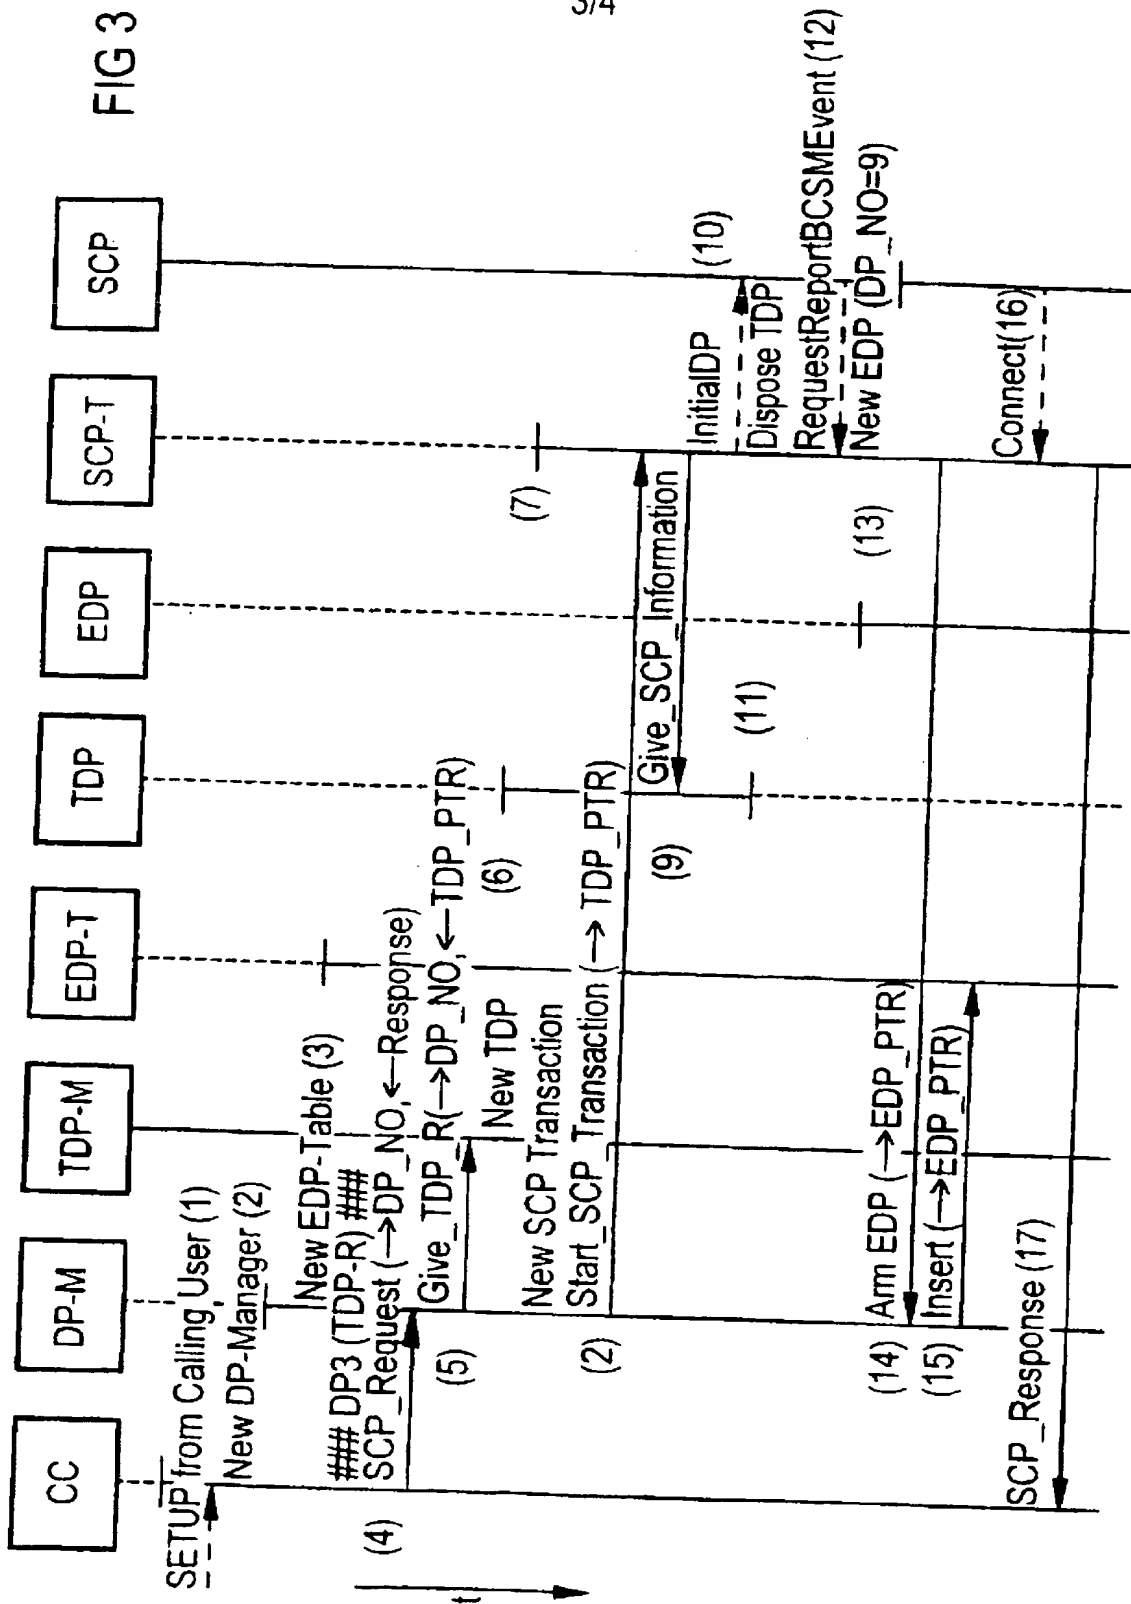 3/4
FIG 3
CC
DP-M
TDP-M
EDP-T
TDP
EDP
SCP-T
SCP
SETUP from Calling User (1)
New DP-Manager (2)
New EDP-Table (3)
### DP3 (TDP-R) ###
(4)
SCP_Request (→DP_NO,←Response)
(5)
Give_TDP_R(→DP_NO,←TDP_PTR)
New TDP
(6)
New SCP Transaction
(7)
(2)
Start_SCP_Transaction (→ TDP_PTR)
(9)
Give_SCP_Information
InitialDP
(10)
Dispose TDP
(11)
RequestReportBCSMEvent (12)
New EDP (DP_NO=9)
(13)
(14)
Arm EDP (→EDP_PTR)
(15)
Insert (→EDP_PTR)
Connect(16)
SCP_Response (17)
t